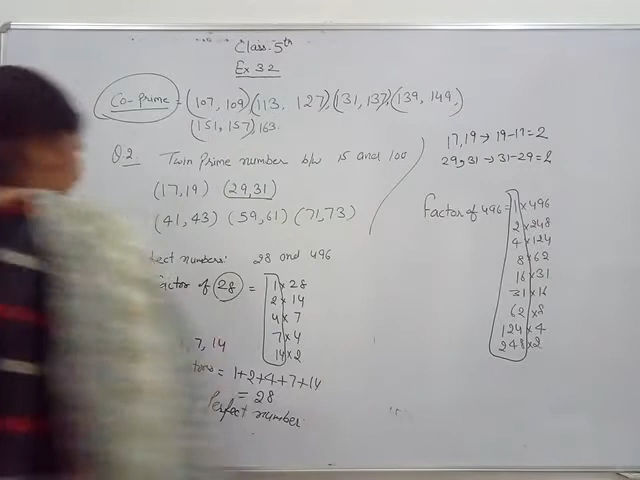 Class-5th
Ex 32
Co-Prime - (107, 109) (113, 127) (131, 137) (139, 149)
(151, 157) 163
Q.2. Twin Prime number b/w 15 and 100
(17,19) (29,31)
(41, 43) (59,61) (71,73)
numbers: 28 and 496
of 28 = 1 × 28
2 × 14
4 × 7
7 × 4
14 × 2
7, 14
= 1+2+4+7+14
= 28
Perfect number
17,19 → 19-17=2
29,31 → 31-29=2
Factor of 496 = 1 × 496
2 × 248
4 × 124
8 × 62
16 × 31
31 × 16
62 × 8
124 × 4
248 × 2